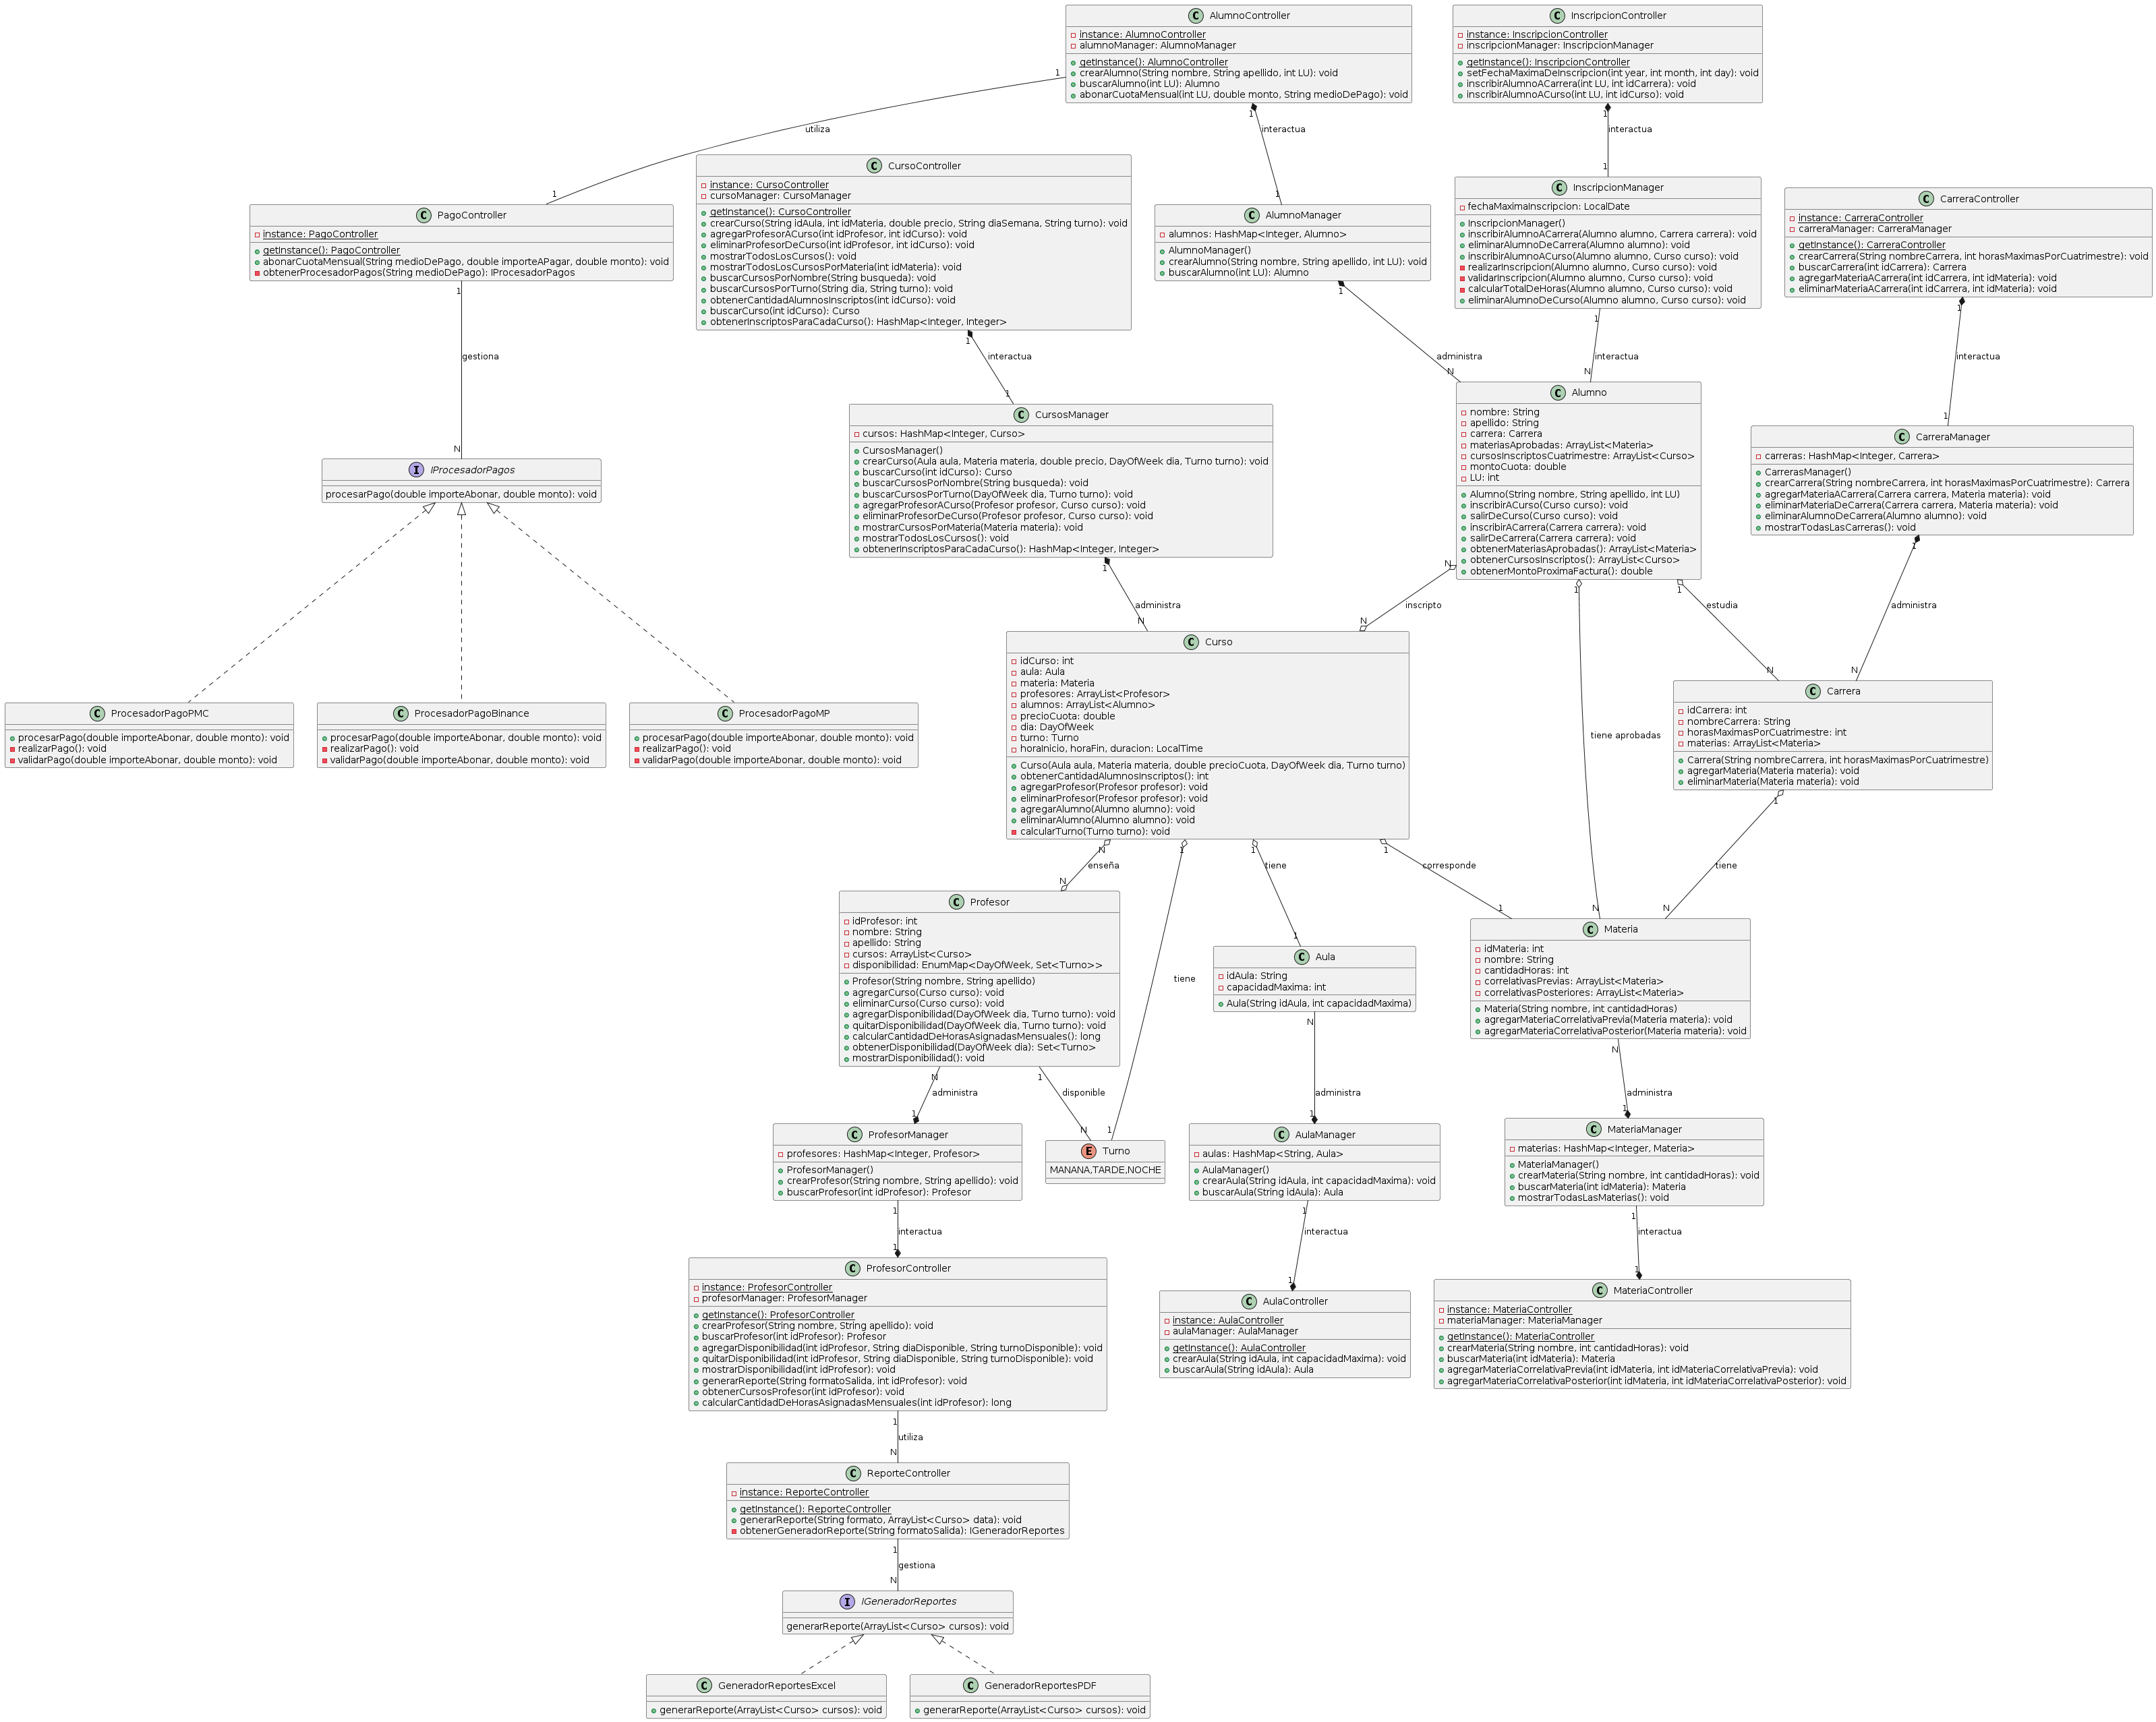 AlumnoController
instance: AlumnoController
alumnoManager: AlumnoManager
getInstance(): AlumnoController
crearAlumno(String nombre, String apellido, int LU): void
buscarAlumno(int LU): Alumno
abonarCuotaMensual(int LU, double monto, String medioDePago): void
InscripcionController
instance: InscripcionController
inscripcionManager: InscripcionManager
getInstance(): InscripcionController
setFechaMaximaDeInscripcion(int year, int month, int day): void
inscribirAlumnoACarrera(int LU, int idCarrera): void
inscribirAlumnoACurso(int LU, int idCurso): void
1
utiliza
1
1
interactua
1
1
interactua
1
CursoController
instance: CursoController
cursoManager: CursoManager
getInstance(): CursoController
crearCurso(String idAula, int idMateria, double precio, String diaSemana, String turno): void
agregarProfesorACurso(int idProfesor, int idCurso): void
eliminarProfesorDeCurso(int idProfesor, int idCurso): void
mostrarTodosLosCursos(): void
mostrarTodosLosCursosPorMateria(int idMateria): void
buscarCursosPorNombre(String busqueda): void
buscarCursosPorTurno(String dia, String turno): void
obtenerCantidadAlumnosInscriptos(int idCurso): void
buscarCurso(int idCurso): Curso
obtenerInscriptosParaCadaCurso(): HashMap<Integer, Integer>
PagoController
instance: PagoController
getInstance(): PagoController
abonarCuotaMensual(String medioDePago, double importeAPagar, double monto): void
obtenerProcesadorPagos(String medioDePago): IProcesadorPagos
AlumnoManager
alumnos: HashMap<Integer, Alumno>
AlumnoManager()
crearAlumno(String nombre, String apellido, int LU): void
buscarAlumno(int LU): Alumno
InscripcionManager
fechaMaximaInscripcion: LocalDate
InscripcionManager()
inscribirAlumnoACarrera(Alumno alumno, Carrera carrera): void
eliminarAlumnoDeCarrera(Alumno alumno): void
inscribirAlumnoACurso(Alumno alumno, Curso curso): void
realizarInscripcion(Alumno alumno, Curso curso): void
validarInscripcion(Alumno alumno, Curso curso): void
calcularTotalDeHoras(Alumno alumno, Curso curso): void
eliminarAlumnoDeCurso(Alumno alumno, Curso curso): void
CarreraController
instance: CarreraController
carreraManager: CarreraManager
getInstance(): CarreraController
crearCarrera(String nombreCarrera, int horasMaximasPorCuatrimestre): void
buscarCarrera(int idCarrera): Carrera
agregarMateriaACarrera(int idCarrera, int idMateria): void
eliminarMateriaACarrera(int idCarrera, int idMateria): void
1
gestiona
N
1
interactua
1
1
administra
N
1
interactua
N
1
interactua
1
IProcesadorPagos
procesarPago(double importeAbonar, double monto): void
CursosManager
cursos: HashMap<Integer, Curso>
CursosManager()
crearCurso(Aula aula, Materia materia, double precio, DayOfWeek dia, Turno turno): void
buscarCurso(int idCurso): Curso
buscarCursosPorNombre(String busqueda): void
buscarCursosPorTurno(DayOfWeek dia, Turno turno): void
agregarProfesorACurso(Profesor profesor, Curso curso): void
eliminarProfesorDeCurso(Profesor profesor, Curso curso): void
mostrarCursosPorMateria(Materia materia): void
mostrarTodosLosCursos(): void
obtenerInscriptosParaCadaCurso(): HashMap<Integer, Integer>
Alumno
nombre: String
apellido: String
carrera: Carrera
materiasAprobadas: ArrayList<Materia>
cursosInscriptosCuatrimestre: ArrayList<Curso>
montoCuota: double
LU: int
Alumno(String nombre, String apellido, int LU)
inscribirACurso(Curso curso): void
salirDeCurso(Curso curso): void
inscribirACarrera(Carrera carrera): void
salirDeCarrera(Carrera carrera): void
obtenerMateriasAprobadas(): ArrayList<Materia>
obtenerCursosInscriptos(): ArrayList<Curso>
obtenerMontoProximaFactura(): double
CarreraManager
carreras: HashMap<Integer, Carrera>
CarrerasManager()
crearCarrera(String nombreCarrera, int horasMaximasPorCuatrimestre): Carrera
agregarMateriaACarrera(Carrera carrera, Materia materia): void
eliminarMateriaDeCarrera(Carrera carrera, Materia materia): void
eliminarAlumnoDeCarrera(Alumno alumno): void
mostrarTodasLasCarreras(): void
1
administra
N
N
inscripto
N
1
tiene aprobadas
N
1
estudia
N
1
administra
N
ProcesadorPagoPMC
procesarPago(double importeAbonar, double monto): void
realizarPago(): void
validarPago(double importeAbonar, double monto): void
ProcesadorPagoBinance
procesarPago(double importeAbonar, double monto): void
realizarPago(): void
validarPago(double importeAbonar, double monto): void
ProcesadorPagoMP
procesarPago(double importeAbonar, double monto): void
realizarPago(): void
validarPago(double importeAbonar, double monto): void
Curso
idCurso: int
aula: Aula
materia: Materia
profesores: ArrayList<Profesor>
alumnos: ArrayList<Alumno>
precioCuota: double
dia: DayOfWeek
turno: Turno
horaInicio, horaFin, duracion: LocalTime
Curso(Aula aula, Materia materia, double precioCuota, DayOfWeek dia, Turno turno)
obtenerCantidadAlumnosInscriptos(): int
agregarProfesor(Profesor profesor): void
eliminarProfesor(Profesor profesor): void
agregarAlumno(Alumno alumno): void
eliminarAlumno(Alumno alumno): void
calcularTurno(Turno turno): void
Carrera
idCarrera: int
nombreCarrera: String
horasMaximasPorCuatrimestre: int
materias: ArrayList<Materia>
Carrera(String nombreCarrera, int horasMaximasPorCuatrimestre)
agregarMateria(Materia materia): void
eliminarMateria(Materia materia): void
N
enseña
N
1
tiene
1
1
tiene
1
1
corresponde
1
1
tiene
N
Profesor
idProfesor: int
nombre: String
apellido: String
cursos: ArrayList<Curso>
disponibilidad: EnumMap<DayOfWeek, Set<Turno>>
Profesor(String nombre, String apellido)
agregarCurso(Curso curso): void
eliminarCurso(Curso curso): void
agregarDisponibilidad(DayOfWeek dia, Turno turno): void
quitarDisponibilidad(DayOfWeek dia, Turno turno): void
calcularCantidadDeHorasAsignadasMensuales(): long
obtenerDisponibilidad(DayOfWeek dia): Set<Turno>
mostrarDisponibilidad(): void
Aula
idAula: String
capacidadMaxima: int
Aula(String idAula, int capacidadMaxima)
Materia
idMateria: int
nombre: String
cantidadHoras: int
correlativasPrevias: ArrayList<Materia>
correlativasPosteriores: ArrayList<Materia>
Materia(String nombre, int cantidadHoras)
agregarMateriaCorrelativaPrevia(Materia materia): void
agregarMateriaCorrelativaPosterior(Materia materia): void
N
administra
1
1
disponible
N
N
administra
1
N
administra
1
ProfesorManager
profesores: HashMap<Integer, Profesor>
ProfesorManager()
crearProfesor(String nombre, String apellido): void
buscarProfesor(int idProfesor): Profesor
Turno
MANANA,TARDE,NOCHE
AulaManager
aulas: HashMap<String, Aula>
AulaManager()
crearAula(String idAula, int capacidadMaxima): void
buscarAula(String idAula): Aula
MateriaManager
materias: HashMap<Integer, Materia>
MateriaManager()
crearMateria(String nombre, int cantidadHoras): void
buscarMateria(int idMateria): Materia
mostrarTodasLasMaterias(): void
1
interactua
1
1
interactua
1
1
interactua
1
ProfesorController
instance: ProfesorController
profesorManager: ProfesorManager
getInstance(): ProfesorController
crearProfesor(String nombre, String apellido): void
buscarProfesor(int idProfesor): Profesor
agregarDisponibilidad(int idProfesor, String diaDisponible, String turnoDisponible): void
quitarDisponibilidad(int idProfesor, String diaDisponible, String turnoDisponible): void
mostrarDisponibilidad(int idProfesor): void
generarReporte(String formatoSalida, int idProfesor): void
obtenerCursosProfesor(int idProfesor): void
calcularCantidadDeHorasAsignadasMensuales(int idProfesor): long
AulaController
instance: AulaController
aulaManager: AulaManager
getInstance(): AulaController
crearAula(String idAula, int capacidadMaxima): void
buscarAula(String idAula): Aula
MateriaController
instance: MateriaController
materiaManager: MateriaManager
getInstance(): MateriaController
crearMateria(String nombre, int cantidadHoras): void
buscarMateria(int idMateria): Materia
agregarMateriaCorrelativaPrevia(int idMateria, int idMateriaCorrelativaPrevia): void
agregarMateriaCorrelativaPosterior(int idMateria, int idMateriaCorrelativaPosterior): void
1
utiliza
N
ReporteController
instance: ReporteController
getInstance(): ReporteController
generarReporte(String formato, ArrayList<Curso> data): void
obtenerGeneradorReporte(String formatoSalida): IGeneradorReportes
1
gestiona
N
IGeneradorReportes
generarReporte(ArrayList<Curso> cursos): void
GeneradorReportesExcel
generarReporte(ArrayList<Curso> cursos): void
GeneradorReportesPDF
generarReporte(ArrayList<Curso> cursos): void